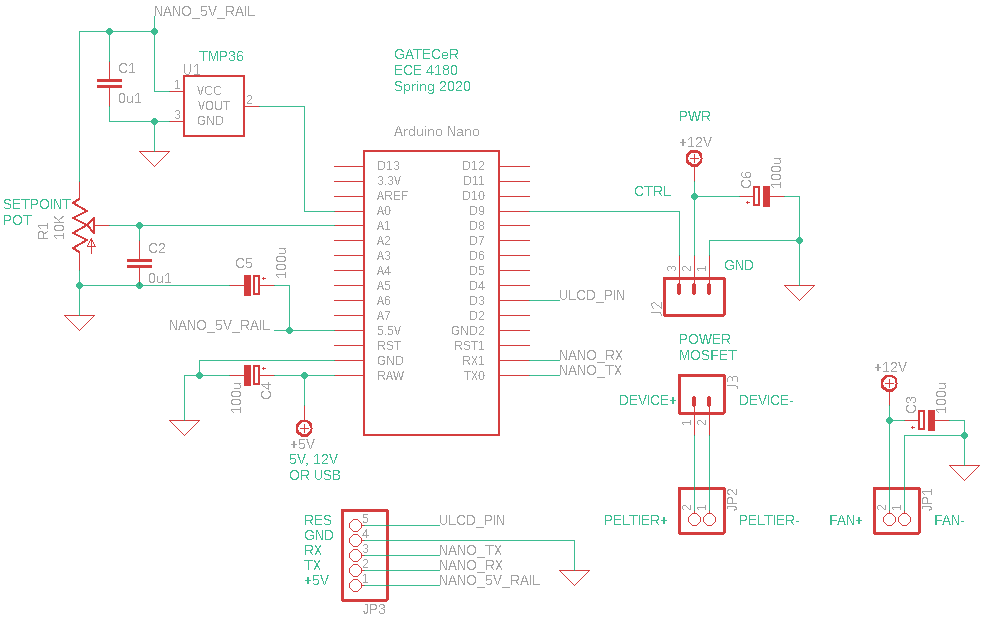 NANO_5V_RAIL
TMP36
U1
C1
0u1
1
VCC
VOUT
2
3
GND
GATECeR
ECE 4180
Spring 2020
Arduino Nano
D13
3.3V
AREF
A0
A1
A2
A3
A4
A5
A6
A7
5.5V
RST
GND
RAW
D12
D11
D10
D9
D8
D7
D6
D5
D4
D3
D2
GND2
RST1
RX1
TX0
SETPOINT
POT
R1
10K
C2
0u1
C5
100u
NANO_5V_RAIL
100u
C4
+5V
5V, 12V
OR USB
ULCD_PIN
NANO_RX
NANO_TX
PWR
+12V
CTRL
C6
100u
3
2
1
GND
J2
POWER
MOSFET
J3
DEVICE+
DEVICE-
1
2
2
1
JP2
PELTIER+
PELTIER-
+12V
C3
100u
2
1
JP1
FAN+
FAN-
RES
GND
RX
TX
+5V
5
4
3
2
1
ULCD_PIN
NANO_TX
NANO_RX
NANO_5V_RAIL
JP3